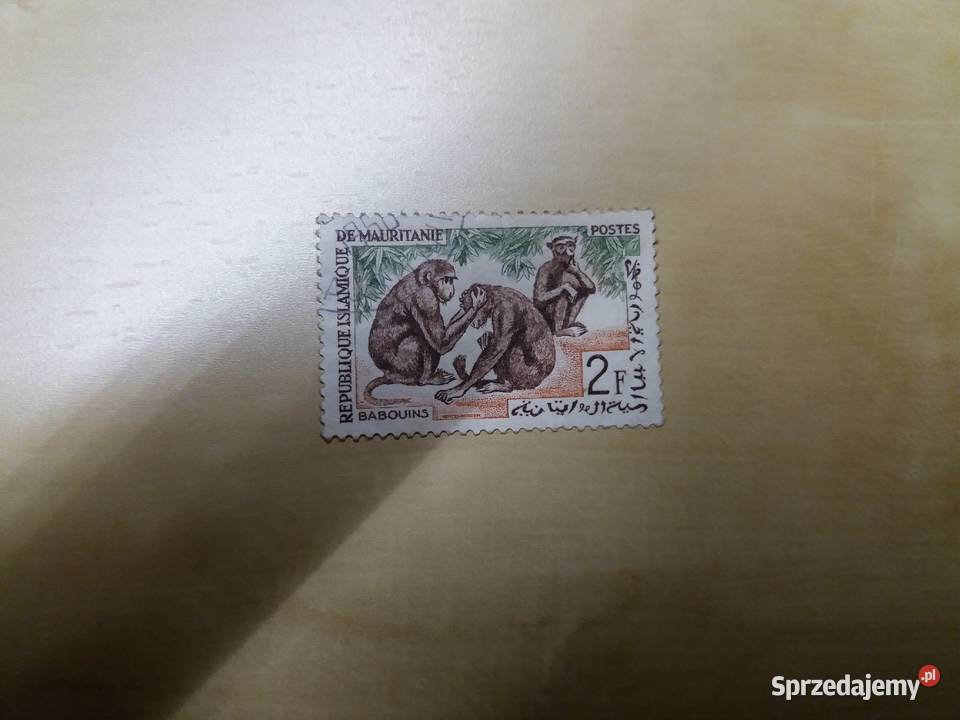 REPUBLIQUE ISLAMIQUE
DE MAURITANIE
POSTES
2F
BABOUINS
Sprzedajemy.pl